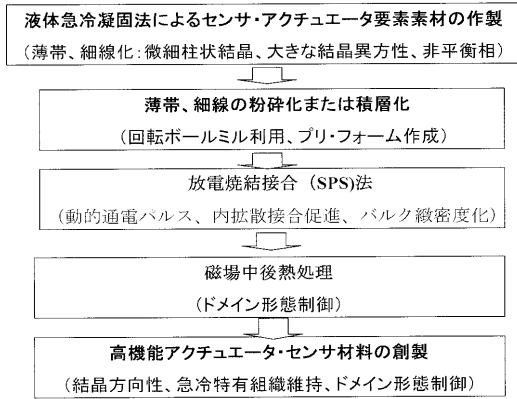 液体急冷凝固法によるセンサ・アクチュエータ要素素材の作製
(薄帯、細線化:微細柱状結晶、大きな結晶異方性、非平衡相)
薄帯、細線の粉砕化または積層化
(回転ボールミル利用、プリ・フォーム作成)
放電焼結接合 (SPS)法
(動的通電パルス、内拡散接合促進、バルク緻密度化)
磁場中後熱処理
(ドメイン形態制御)
高機能アクチュエータ・センサ材料の創製
(結晶方向性、急冷特有組織維持、ドメイン形態制御)